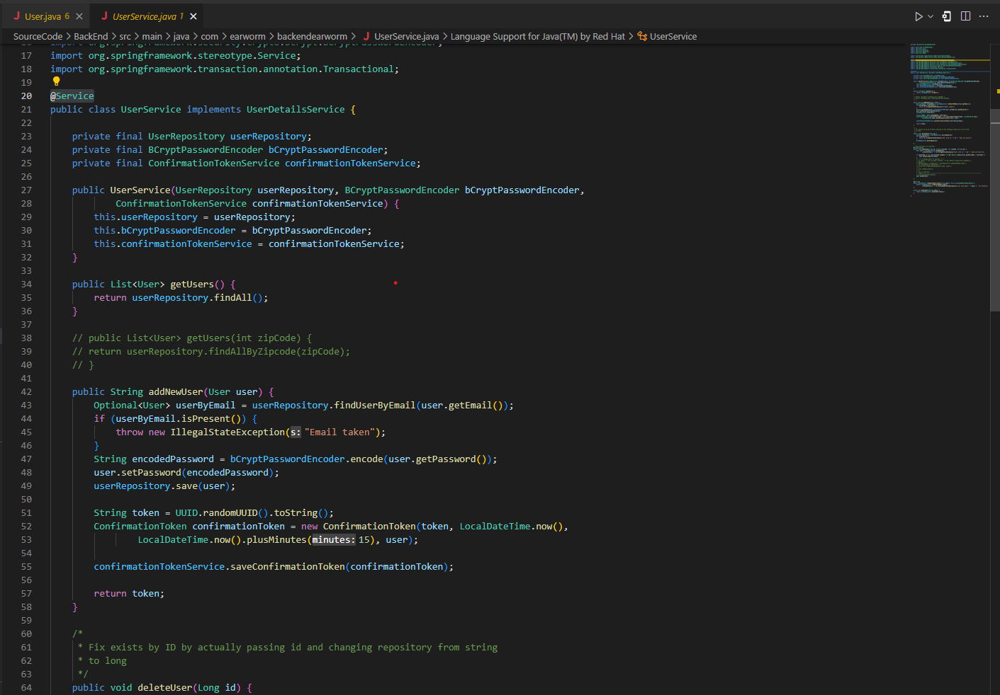 User.java 6
UserService.java 1
SourceCode > BackEnd > src > main > java > com > earworm > backendearworm > UserService.java > Language Support for Java(TM) by Red Hat > UserService
17 import org.springframework.stereotype.Service;
18 import org.springframework.transaction.annotation.Transactional;
19
20 @Service
21 public class UserService implements UserDetailsService {
22
23 private final UserRepository userRepository;
24 private final BCryptPasswordEncoder bCryptPasswordEncoder;
25 private final ConfirmationTokenService confirmationTokenService;
26
27 public UserService(UserRepository userRepository, BCryptPasswordEncoder bCryptPasswordEncoder,
28 ConfirmationTokenService confirmationTokenService) {
29 this.userRepository = userRepository;
30 this.bCryptPasswordEncoder = bCryptPasswordEncoder;
31 this.confirmationTokenService = confirmationTokenService;
32 }
33
34 public List<User> getUsers() {
35 return userRepository.findAll();
36 }
37
38 // public List<User> getUsers(int zipCode) {
39 // return userRepository.findAllByZipcode(zipCode);
40 // }
41
42 public String addNewUser(User user) {
43 Optional<User> userByEmail = userRepository.findUserByEmail(user.getEmail());
44 if (userByEmail.isPresent()) {
45 throw new IllegalStateException(s: "Email taken");
46 }
47 String encodedPassword = bCryptPasswordEncoder.encode(user.getPassword());
48 user.setPassword(encodedPassword);
49 userRepository.save(user);
50
51 String token = UUID.randomUUID().toString();
52 ConfirmationToken confirmationToken = new ConfirmationToken(token, LocalDateTime.now(),
53 LocalDateTime.now().plusMinutes(minutes: 15), user);
54
55 confirmationTokenService.saveConfirmationToken(confirmationToken);
56
57 return token;
58 }
59
60 /*
61 * Fix exists by ID by actually passing id and changing repository from string
62 * to long
63 */
64 public void deleteUser(Long id) {